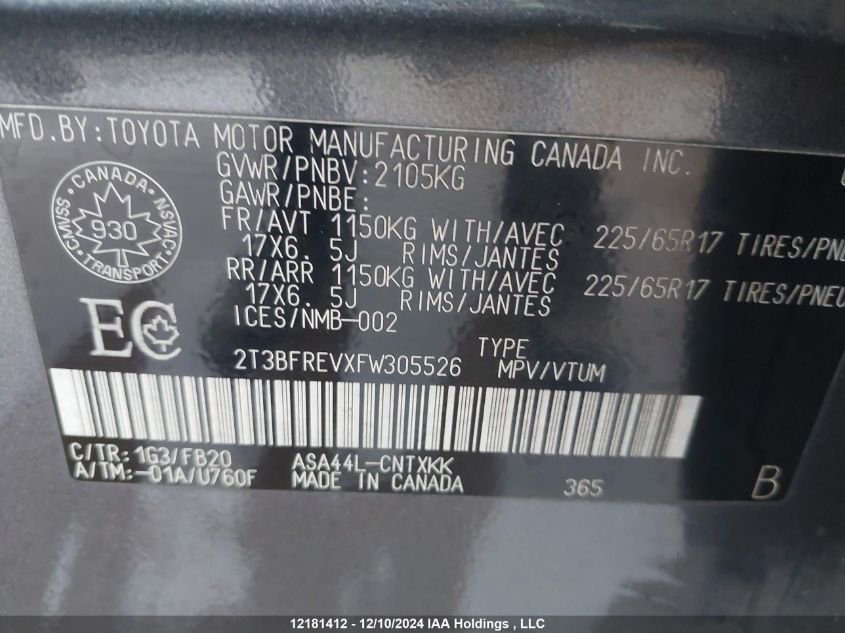 MFD.BY:TOYOTA MOTOR MANUFACTURING CANADA INC.
GVWR/PNBV:2105KG
GAWR/PNBE:
FR/AVT 1150KG WITH/AVEC 225/65R17 TIRES/PNE
17X6. 5J RIMS/JANTES
RR/ARR 1150KG WITH/AVEC 225/65R17 TIRES/PNEU
17X6. 5J RIMS/JANTES
ICES/NMB-002
CANADA
CMVSS NSVAC
930
TRANSPORT
EC
2T3BFREVXFW305526 TYPE
MPV/VTUM
C/TR:1G3/FB20 ASA44L-CNTXKK
A/TM:-01A/U760F MADE IN CANADA 365 B
12181412 - 12/10/2024 IAA Holdings , LLC